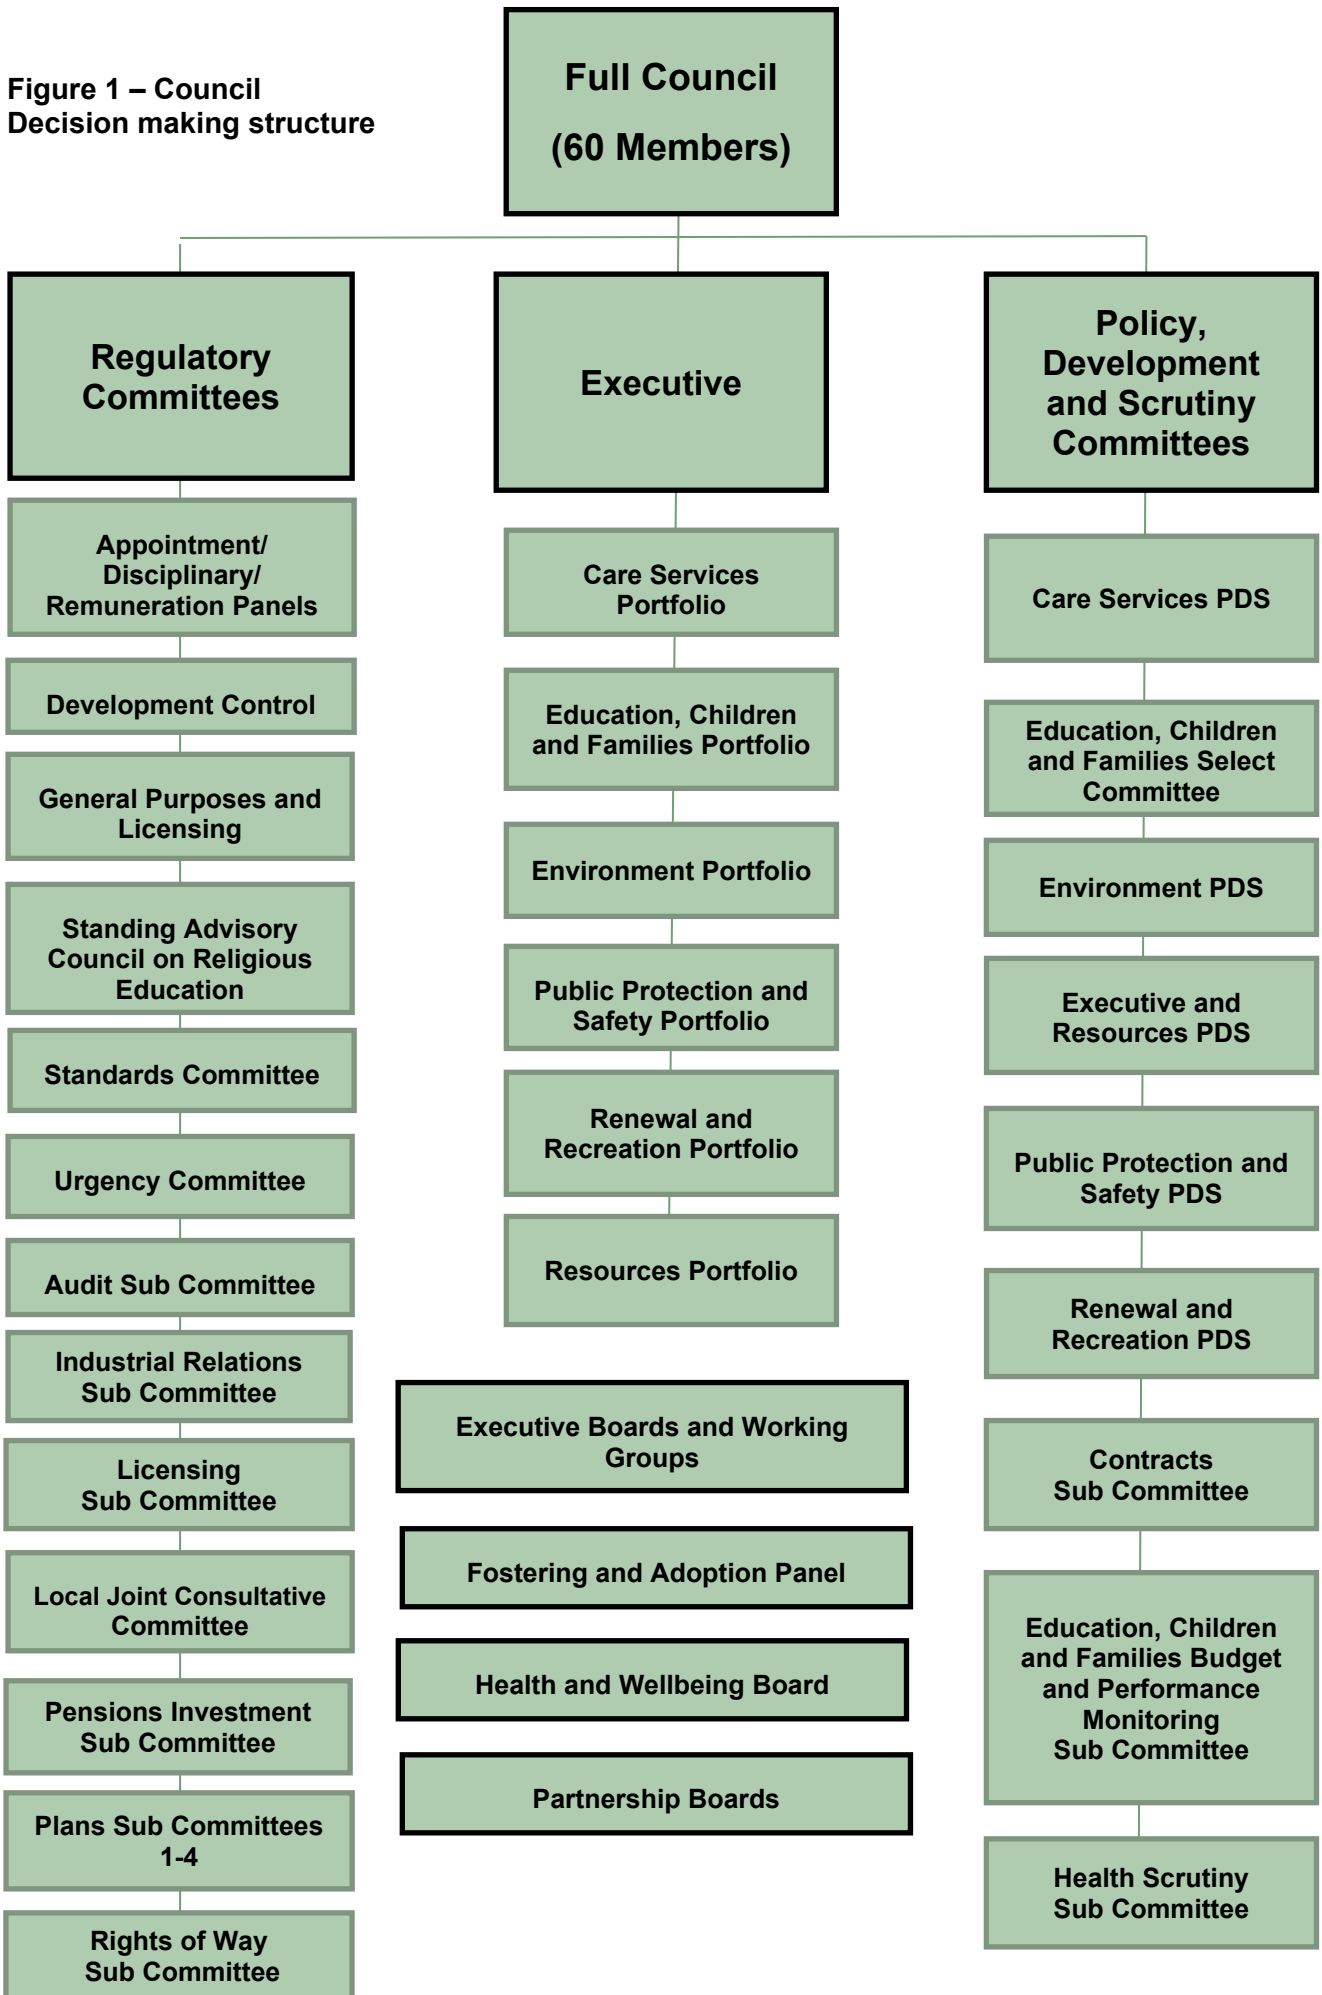 Figure 1 – Council
Decision making structure
Full Council
(60 Members)
Regulatory
Committees
Appointment/
Disciplinary/
Remuneration Panels
Development Control
General Purposes and
Licensing
Standing Advisory
Council on Religious
Education
Standards Committee
Urgency Committee
Audit Sub Committee
Industrial Relations
Sub Committee
Licensing
Sub Committee
Local Joint Consultative
Committee
Pensions Investment
Sub Committee
Plans Sub Committees
1-4
Rights of Way
Sub Committee
Executive
Care Services
Portfolio
Education, Children
and Families Portfolio
Environment Portfolio
Public Protection and
Safety Portfolio
Renewal and
Recreation Portfolio
Resources Portfolio
Executive Boards and Working
Groups
Fostering and Adoption Panel
Health and Wellbeing Board
Partnership Boards
Policy,
Development
and Scrutiny
Committees
Care Services PDS
Education, Children
and Families Select
Committee
Environment PDS
Executive and
Resources PDS
Public Protection and
Safety PDS
Renewal and
Recreation PDS
Contracts
Sub Committee
Education, Children
and Families Budget
and Performance
Monitoring
Sub Committee
Health Scrutiny
Sub Committee